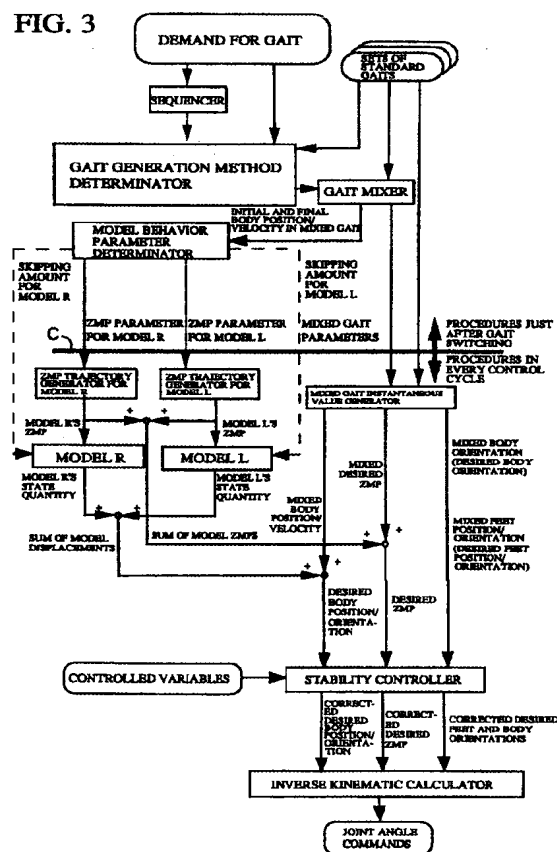 FIG. 3
DEMAND FOR GAIT
SETS OF
STANDARD
GAITS
SEQUENCER
GAIT GENERATION METHOD
DETERMINATOR
GAIT MIXER
INITIAL AND FINAL
BODY POSITION/
VELOCITY IN MIXED GAIT
MODEL BEHAVIOR
PARAMETER
DETERMINATOR
SKIPPING
AMOUNT
FOR
MODEL R
SKIPPING
AMOUNT
FOR
MODEL L
ZMP PARAMETER
FOR MODEL R
ZMP PARAMETER
FOR MODEL L
MIXED GAIT
PARAMETERS
PROCEDURES JUST
AFTER GAIT
SWITCHING
C
PROCEDURES IN
EVERY CONTROL
CYCLE
ZMP TRAJECTORY
GENERATOR FOR
MODEL R
ZMP TRAJECTORY
GENERATOR FOR
MODEL L
MIXED GAIT INSTANTANEOUS
VALUE GENERATOR
MODEL R'S
ZMP
+
+
MODEL L'S
ZMP
MODEL R
MODEL L
MODEL R'S
STATE
QUANTITY
MODEL L'S
STATE
QUANTITY
MIXED BODY
POSITION/
VELOCITY
MIXED
DESIRED
ZMP
MIXED BODY
ORIENTATION
(DESIRED BODY
ORIENTATION)
+
+
SUM OF MODEL
DISPLACEMENTS
SUM OF MODEL ZMPS
+
+
MIXED FEET
POSITION/
ORIENTATION
(DESIRED FEET
POSITION/
ORIENTATION)
+
+
DESIRED
BODY
POSITION/
ORIENTA-
TION
DESIRED
ZMP
CONTROLLED VARIABLES
STABILITY CONTROLLER
CORRECT-
ED
DESIRED
BODY
POSITION/
ORIENTA-
TION
CORRECT-
ED
DESIRED
ZMP
CORRECTED DESIRED
FEET AND BODY
ORIENTATIONS
INVERSE KINEMATIC CALCULATOR
JOINT ANGLE
COMMANDS